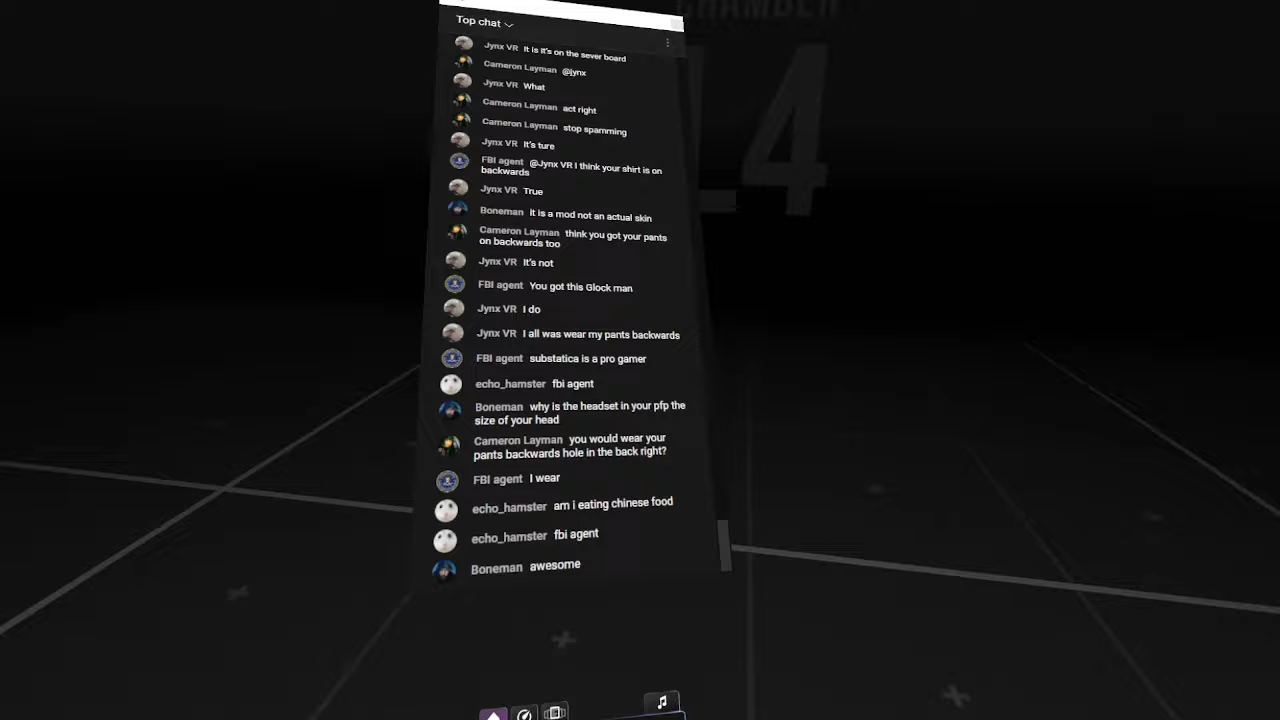 CHAMBER
Top chat
4
Jynx VR It is it's on the sever board
Cameron Layman @jynx
Jynx VR What
Cameron Layman act right
Cameron Layman stop spamming
Jynx VR It's ture
FBI agent @Jynx VR I think your shirt is on
backwards
Jynx VR True
Boneman it is a mod not an actual skin
Cameron Layman think you got your pants
on backwards too
Jynx VR It's not
FBI agent You got this Glock man
Jynx VR I do
Jynx VR I all was wear my pants backwards
FBI agent substatica is a pro gamer
echo_hamster fbi agent
Boneman why is the headset in your pfp the
size of your head
Cameron Layman you would wear your
pants backwards hole in the back right?
FBI agent I wear
echo_hamster am i eating chinese food
echo_hamster fbi agent
Boneman awesome